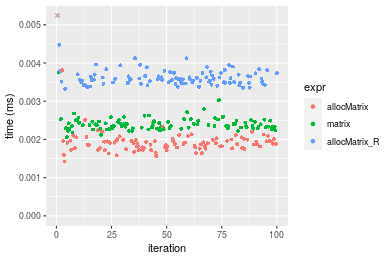 0.005
0.004
0.003
0.002
0.001
0.000
time (ms)
0
25
50
75
100
iteration
expr
allocMatrix
matrix
allocMatrix_R